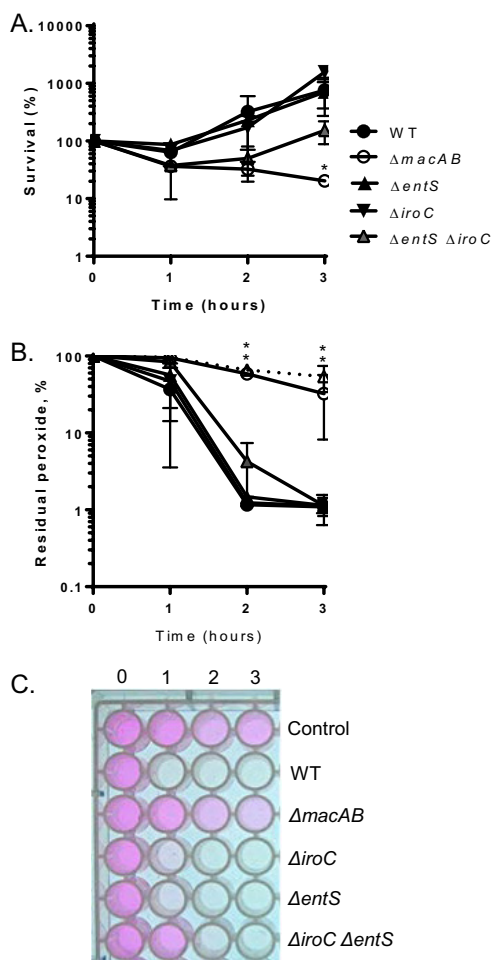 A.
Survival (%)
10000
1000
100
10
1
*
0 1 2 3
Time (hours)
WT
ΔmacAB
ΔentS
ΔiroC
ΔentS ΔiroC
B.
Residual peroxide, %
100
10
1
0.1
* *
* *
0 1 2 3
Time (hours)
C.
0 1 2 3
Control
WT
ΔmacAB
ΔiroC
ΔentS
ΔiroC ΔentS